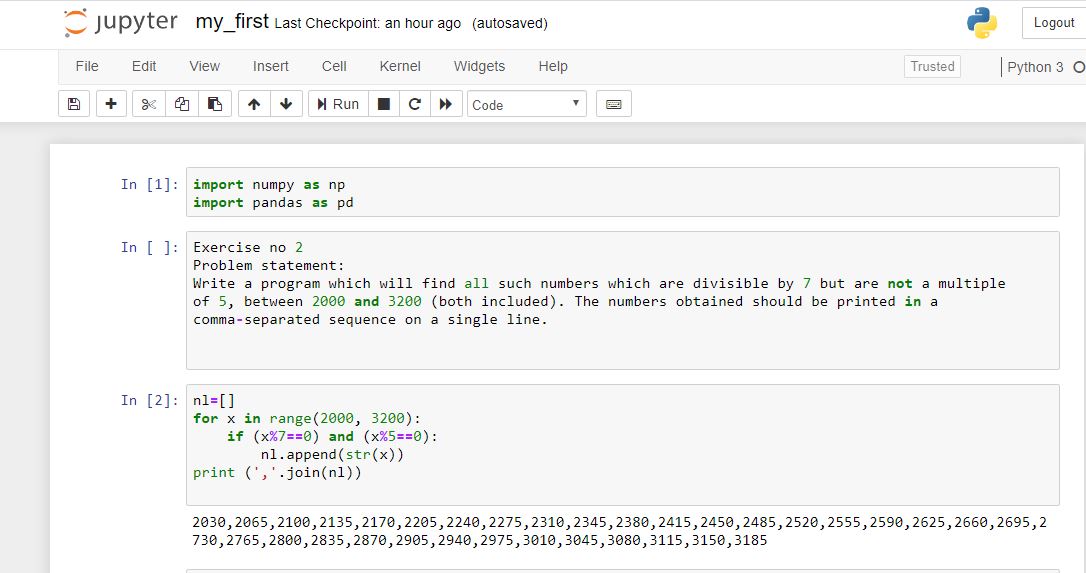 jupyter my_first Last Checkpoint: an hour ago (autosaved) Logout
File Edit View Insert Cell Kernel Widgets Help Trusted Python 3
Run Code
In [1]: import numpy as np
import pandas as pd
In [ ]: Exercise no 2
Problem statement:
Write a program which will find all such numbers which are divisible by 7 but are not a multiple
of 5, between 2000 and 3200 (both included). The numbers obtained should be printed in a
comma-separated sequence on a single line.
In [2]: nl=[]
for x in range(2000, 3200):
    if (x%7==0) and (x%5==0):
        nl.append(str(x))
print (','.join(nl))
2030,2065,2100,2135,2170,2205,2240,2275,2310,2345,2380,2415,2450,2485,2520,2555,2590,2625,2660,2695,2
730,2765,2800,2835,2870,2905,2940,2975,3010,3045,3080,3115,3150,3185